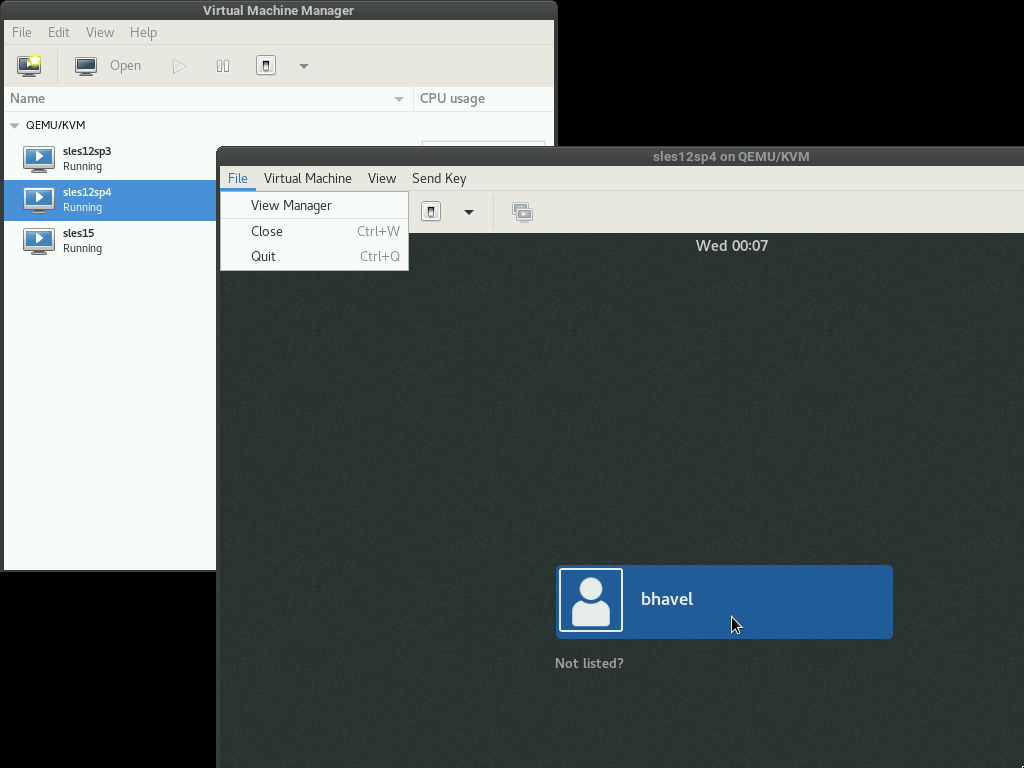 Virtual Machine Manager
File Edit View Help
Open
Name CPU usage
QEMU/KVM
sles12sp3
Running
sles12sp4
Running
sles15
Running
sles12sp4 on QEMU/KVM
File Virtual Machine View Send Key
View Manager
Close Ctrl+W
Quit Ctrl+Q
Wed 00:07
bhavel
Not listed?